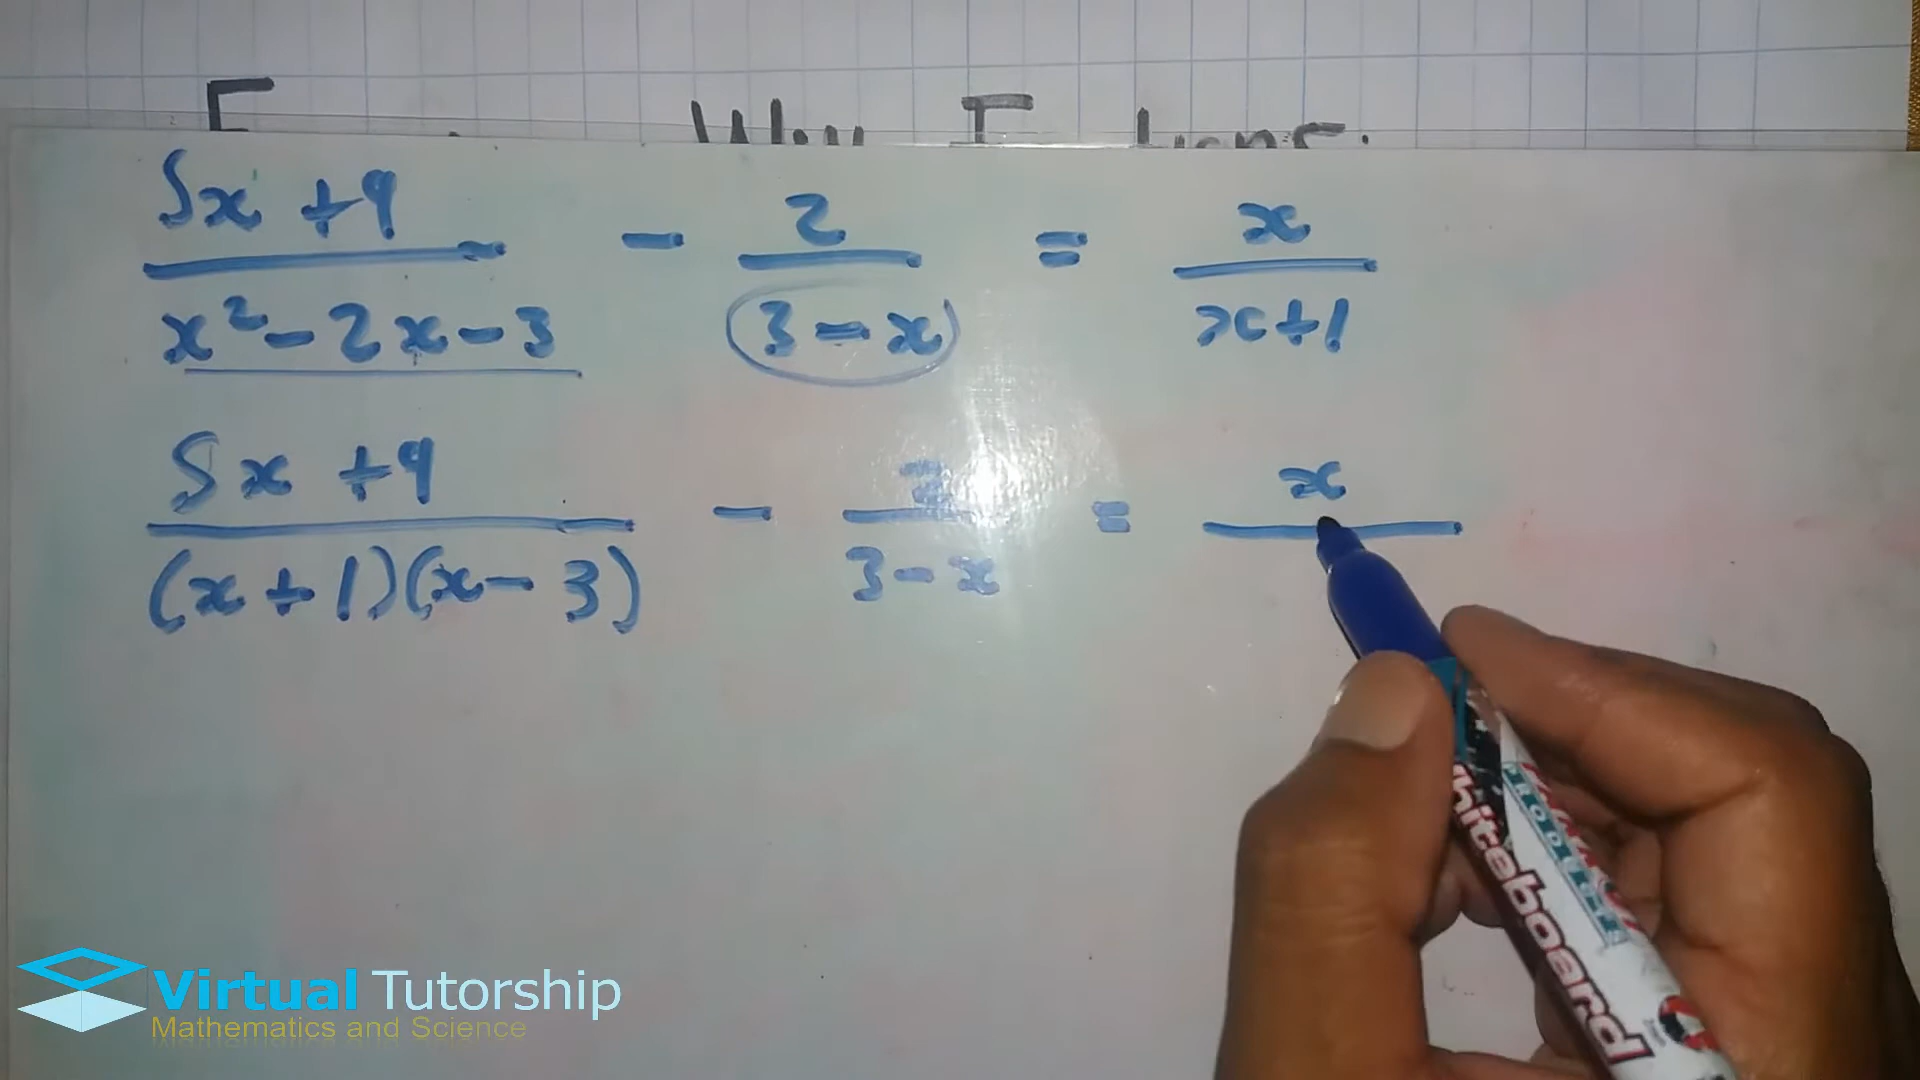 5x + 9 / x² - 2x - 3 - 2 / 3 - x = x / x + 1
5x + 9 / (x + 1)(x - 3) - 2 / 3 - x = x /
Whiteboard
Virtual Tutorship
Mathematics and Science